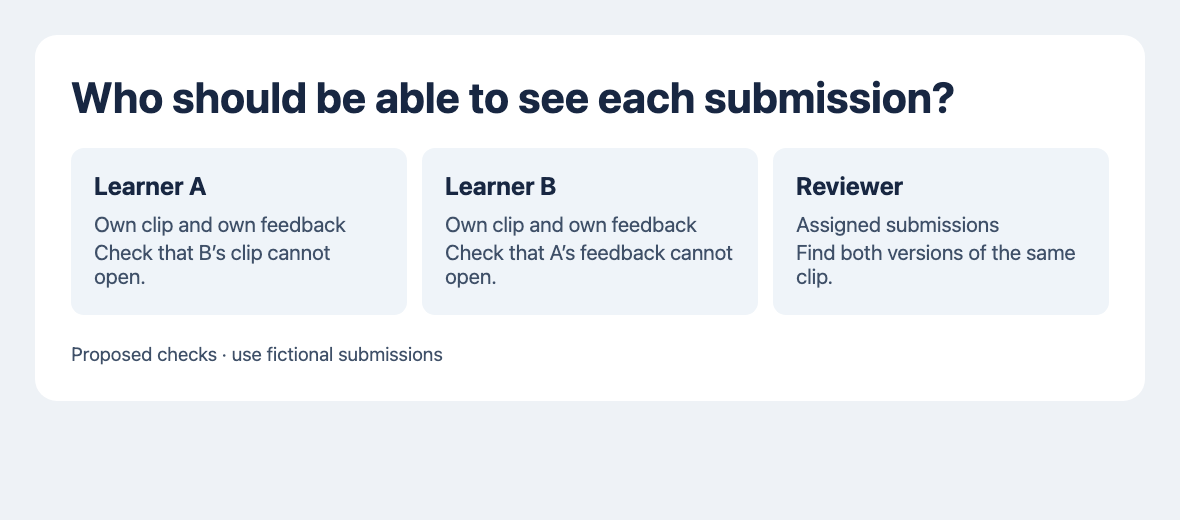 Who should be able to see each submission?
Learner A
Own clip and own feedback
Check that B’s clip cannot
open.
Learner B
Own clip and own feedback
Check that A’s feedback cannot
open.
Reviewer
Assigned submissions
Find both versions of the same
clip.
Proposed checks · use fictional submissions